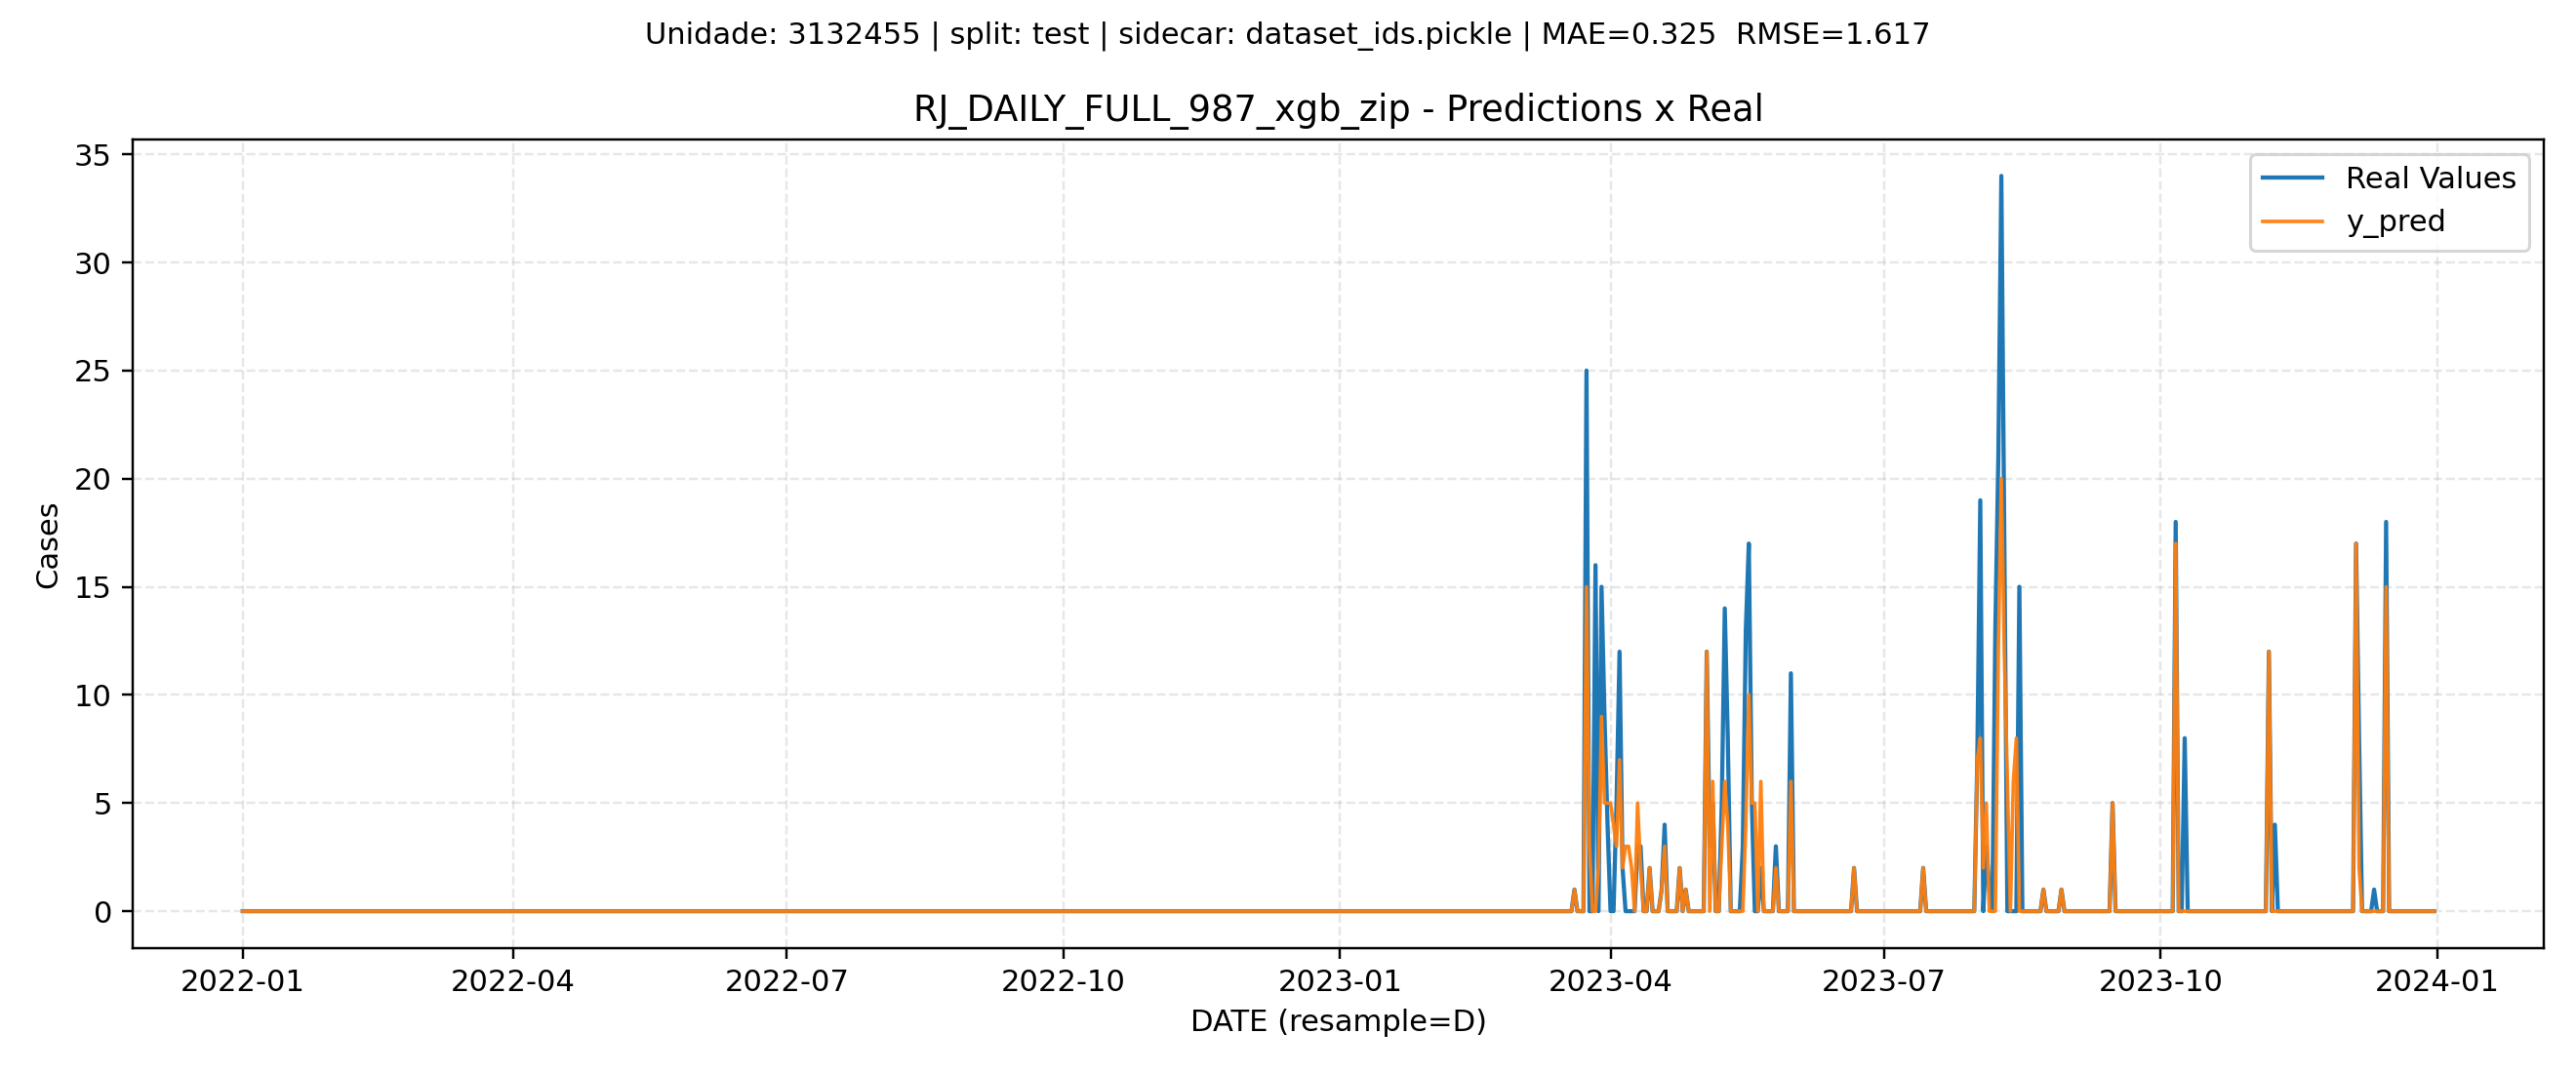 Unidade: 3132455 | split: test | sidecar: dataset_ids.pickle | MAE=0.325  RMSE=1.617
RJ_DAILY_FULL_987_xgb_zip - Predictions x Real
Real Values
y_pred
Cases
35
30
25
20
15
10
5
0
2022-01
2022-04
2022-07
2022-10
2023-01
2023-04
2023-07
2023-10
2024-01
DATE (resample=D)